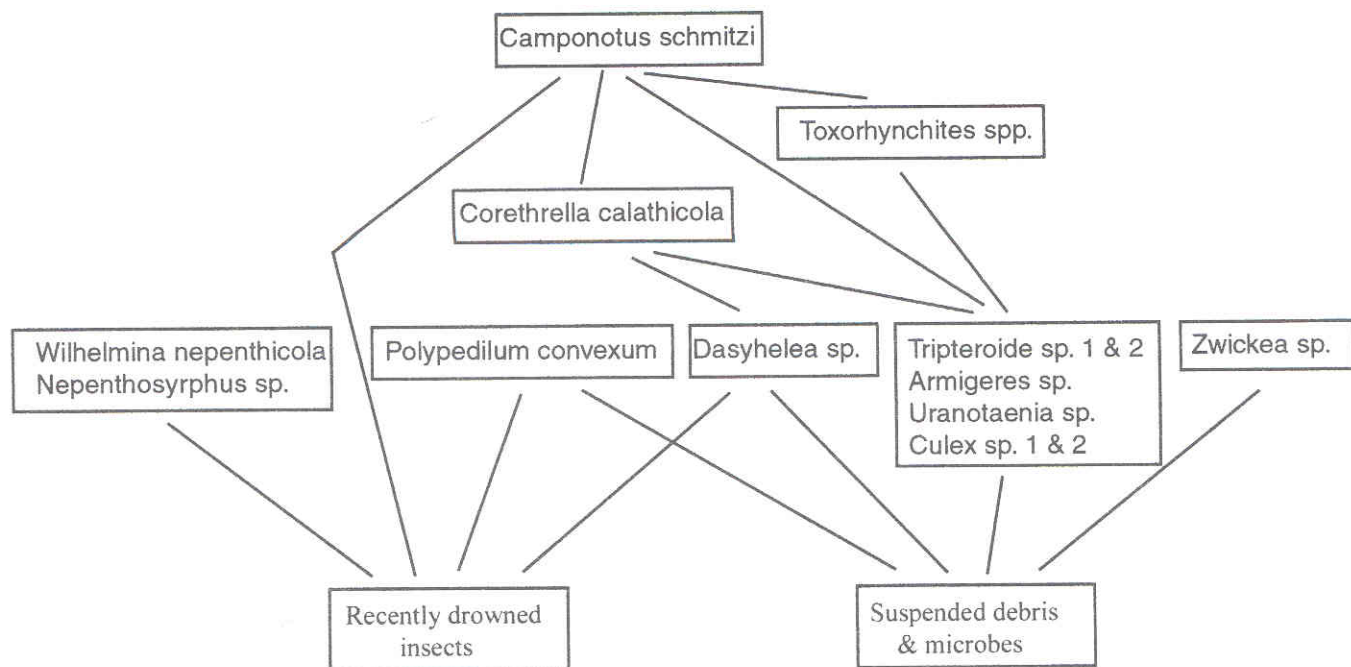 Camponotus schmitzi
Toxorhynchites spp.
Corethrella calathicola
Wilhelmina nepenthicola
Nepenthosyrphus sp.
Polypedilum convexum
Dasyhelea sp.
Tripteroide sp. 1 & 2
Armigeres sp.
Uranotaenia sp.
Culex sp. 1 & 2
Zwickea sp.
Recently drowned
insects
Suspended debris
& microbes